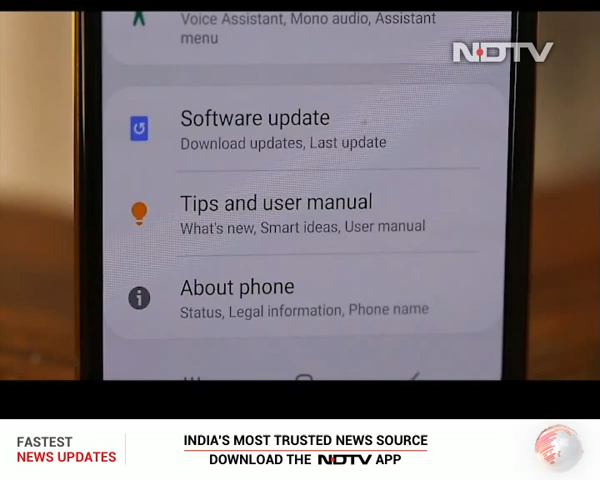 Voice Assistant, Mono audio, Assistant
menu
NDTV
Software update
Download updates, Last update
Tips and user manual
What's new, Smart ideas, User manual
About phone
Status, Legal information, Phone name
FASTEST
NEWS UPDATES
INDIA'S MOST TRUSTED NEWS SOURCE
DOWNLOAD THE NDTV APP